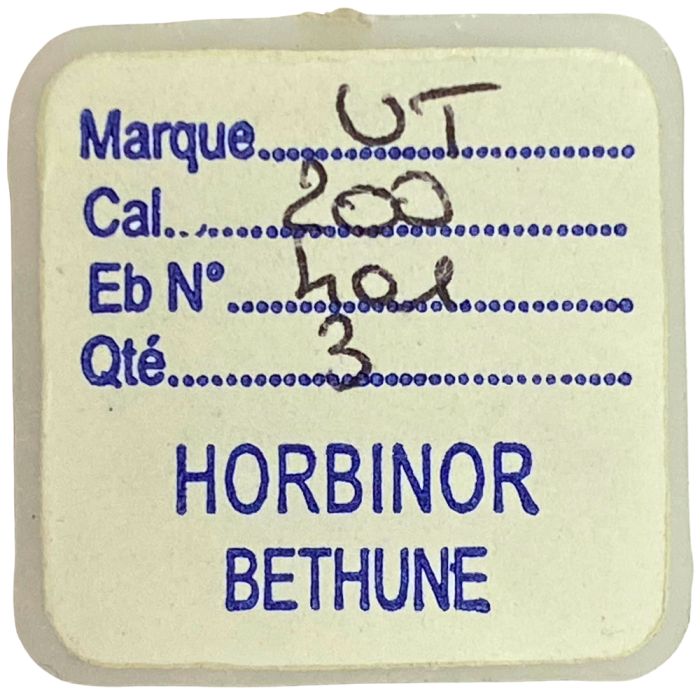 Marque UT
Cal. 200
Eb N° 401
Qté 3
HORBINOR
BETHUNE